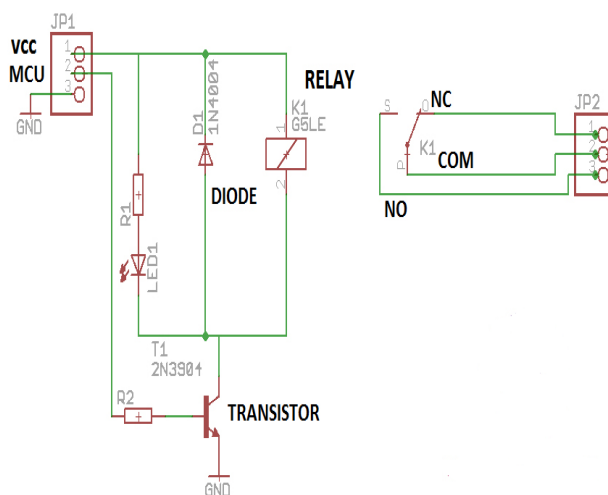 JP1
vcc
MCU
1
2
3
GND
R1
LED1
D1
1N4004
DIODE
RELAY
K1
G5LE
1
2
T1
2N3904
R2
TRANSISTOR
GND
S
O
NC
K1
P
COM
NO
JP2
1
2
3